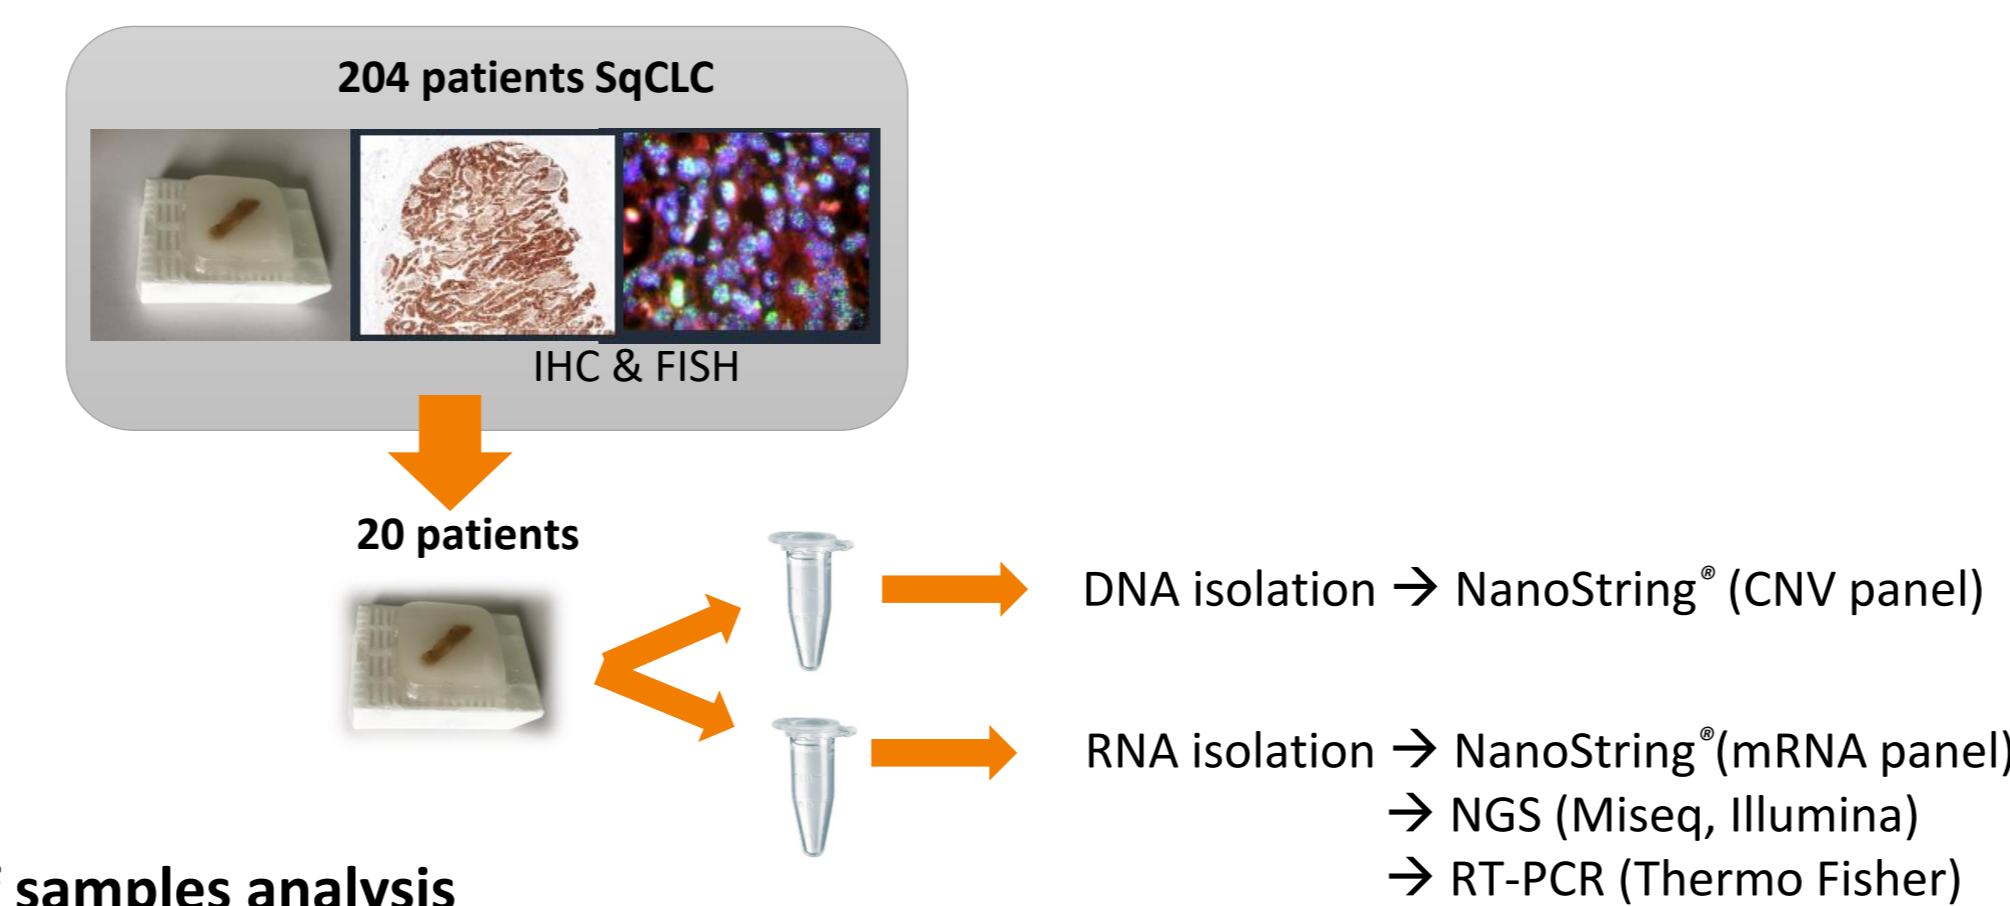 204 patients SqCLC
IHC & FISH
20 patients
DNA isolation → NanoString® (CNV panel)
RNA isolation → NanoString®(mRNA panel)
→ NGS (Miseq, Illumina)
→ RT-PCR (Thermo Fisher)
samples analysis